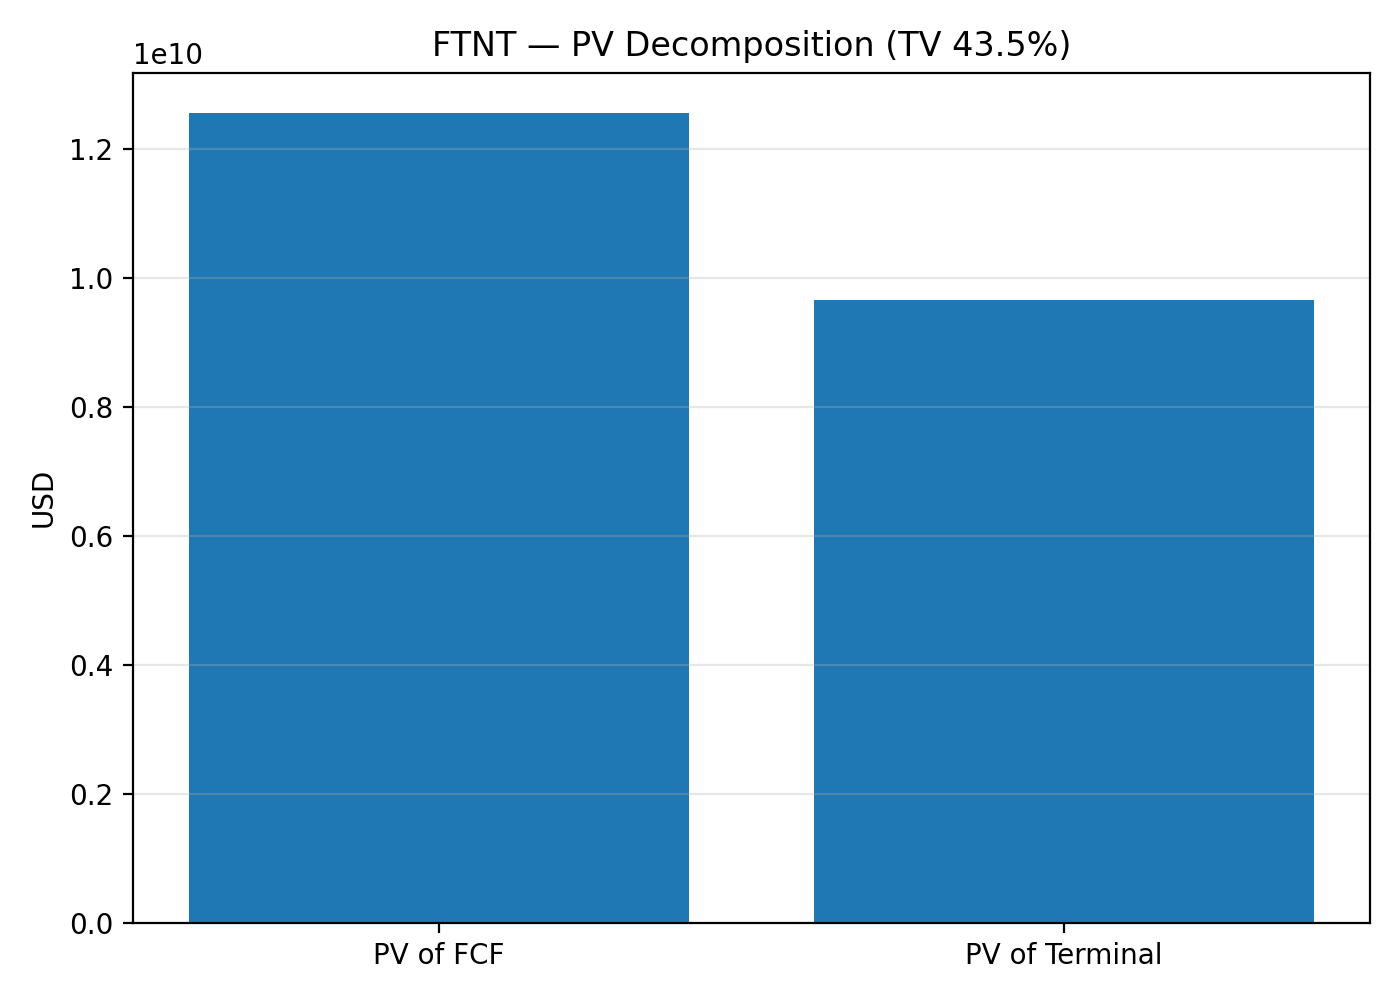 FTNT — PV Decomposition (TV 43.5%)
1e10
1.2
1.0
0.8
0.6
0.4
0.2
0.0
USD
PV of FCF
PV of Terminal